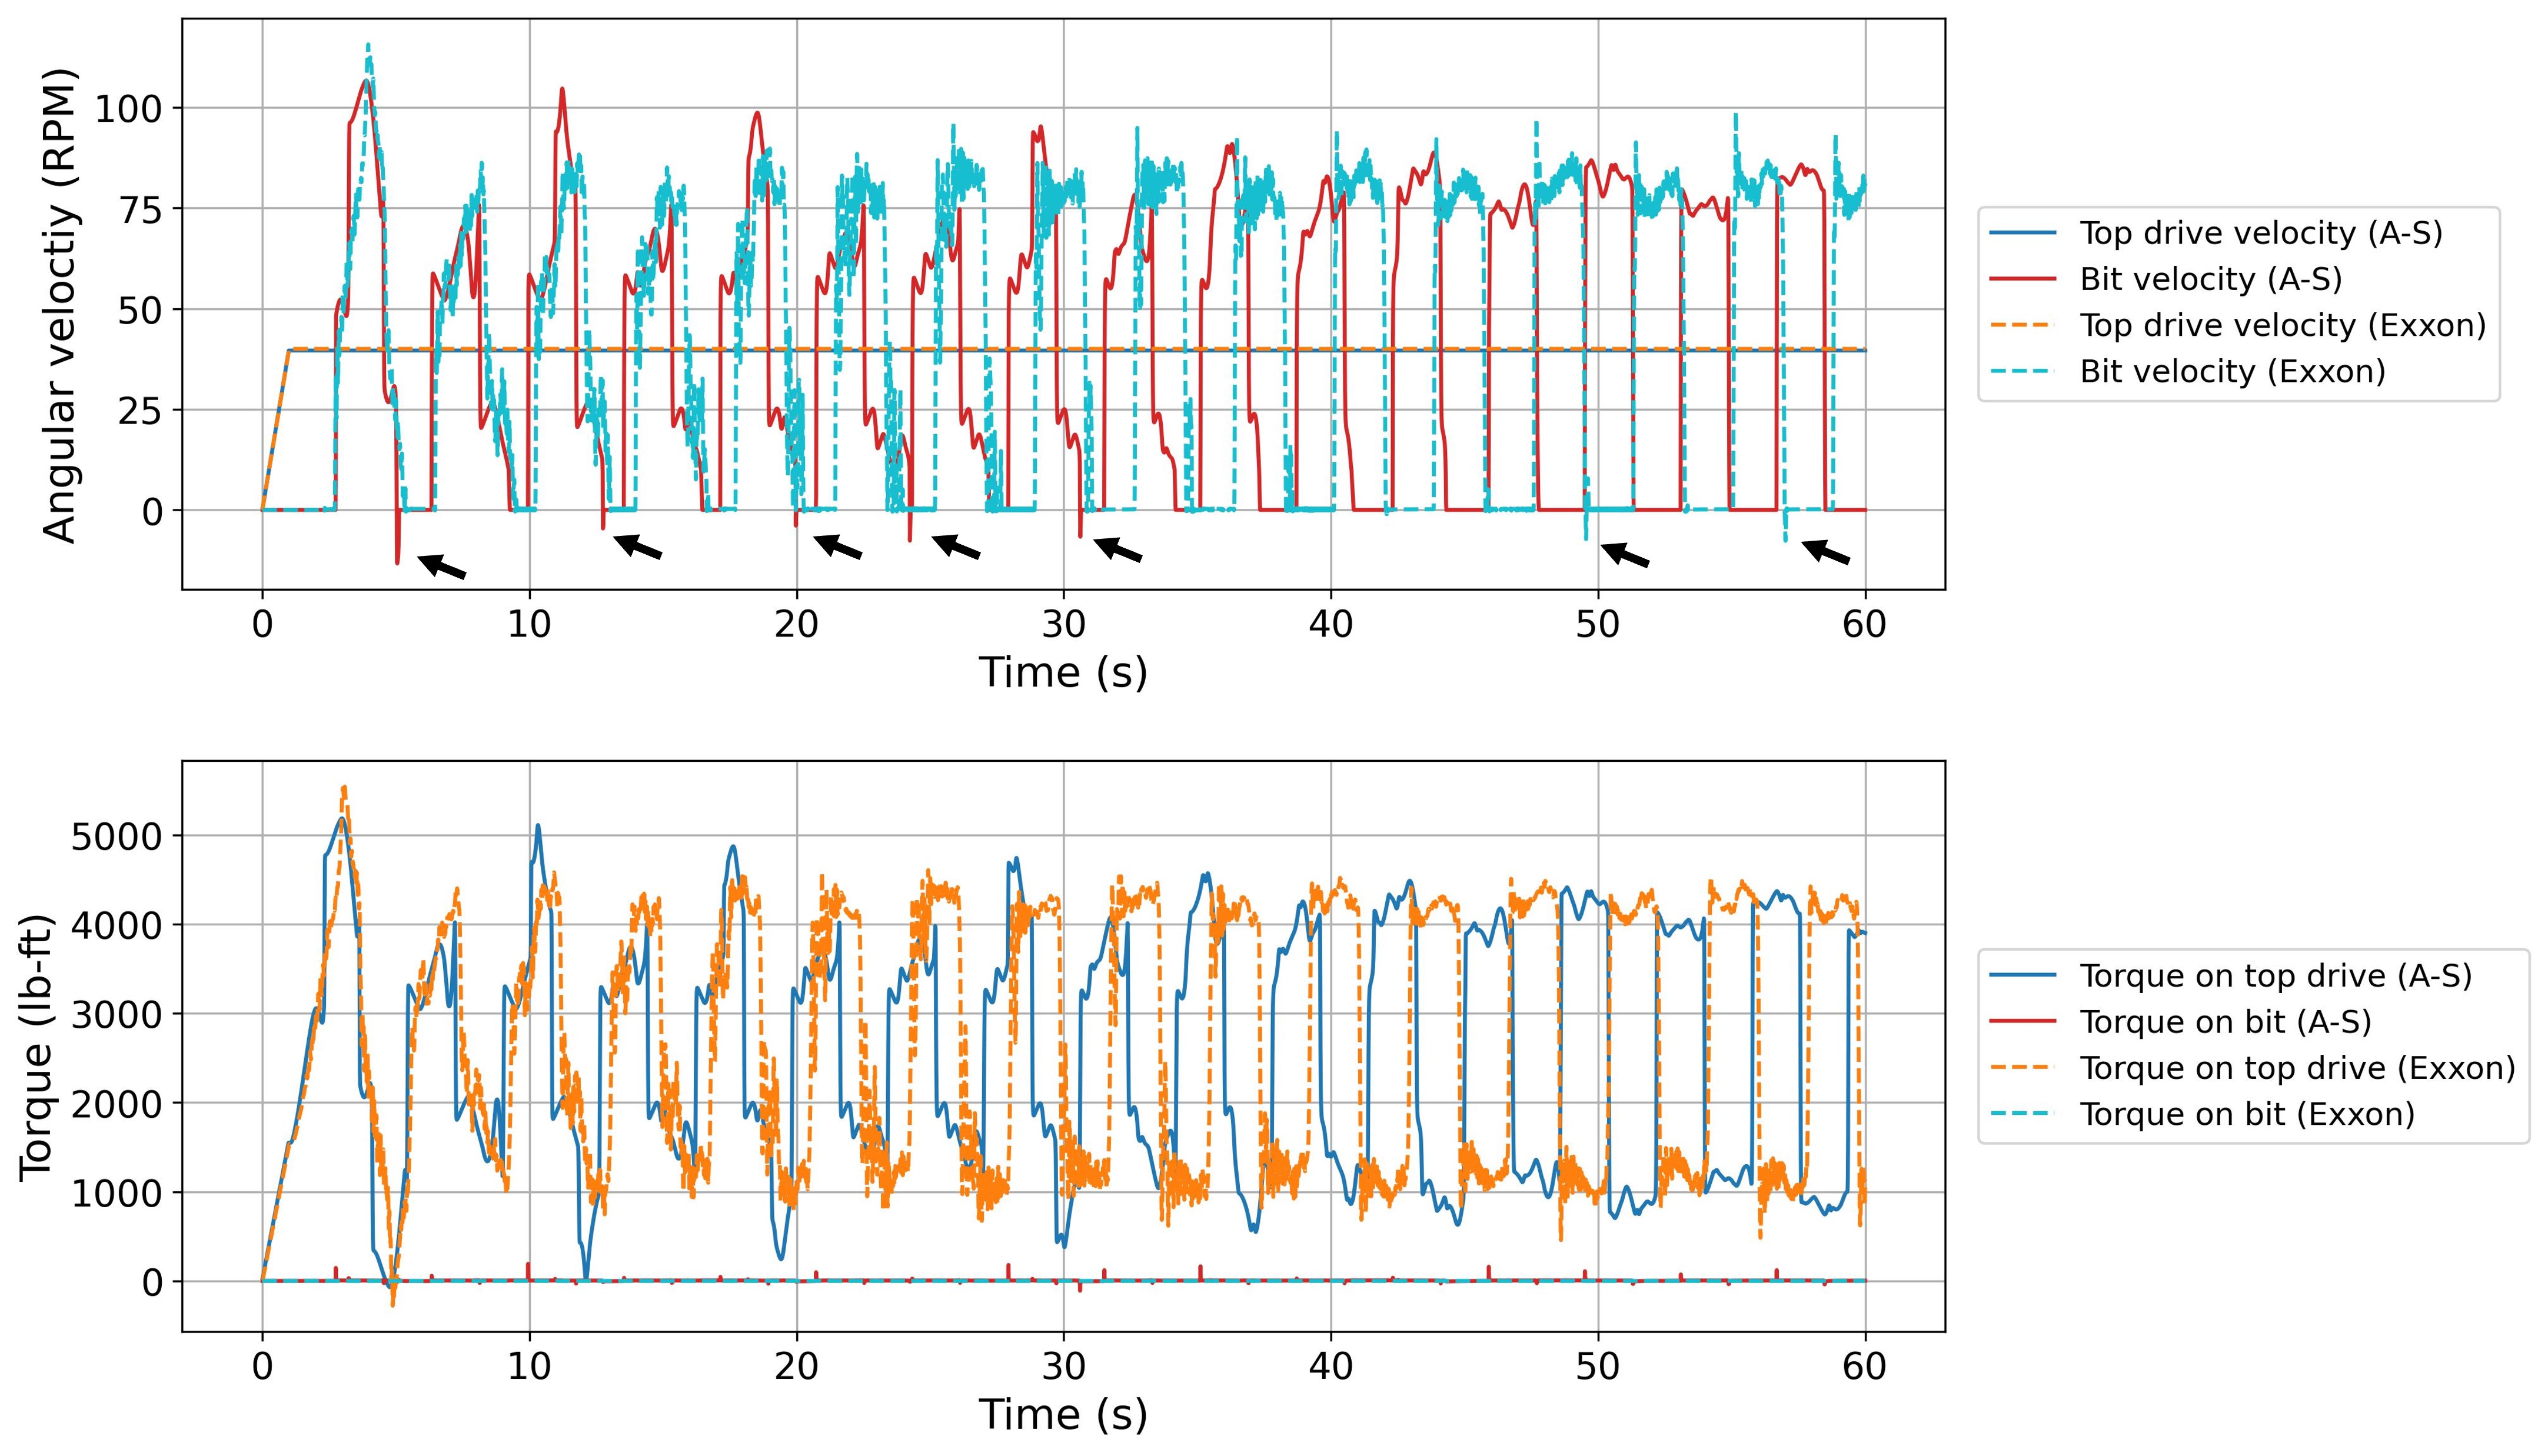 Angular veloctiy (RPM)
100
75
50
25
0
0 10 20 30 40 50 60
Time (s)
Top drive velocity (A-S)
Bit velocity (A-S)
Top drive velocity (Exxon)
Bit velocity (Exxon)
Torque (lb-ft)
5000
4000
3000
2000
1000
0
0 10 20 30 40 50 60
Time (s)
Torque on top drive (A-S)
Torque on bit (A-S)
Torque on top drive (Exxon)
Torque on bit (Exxon)